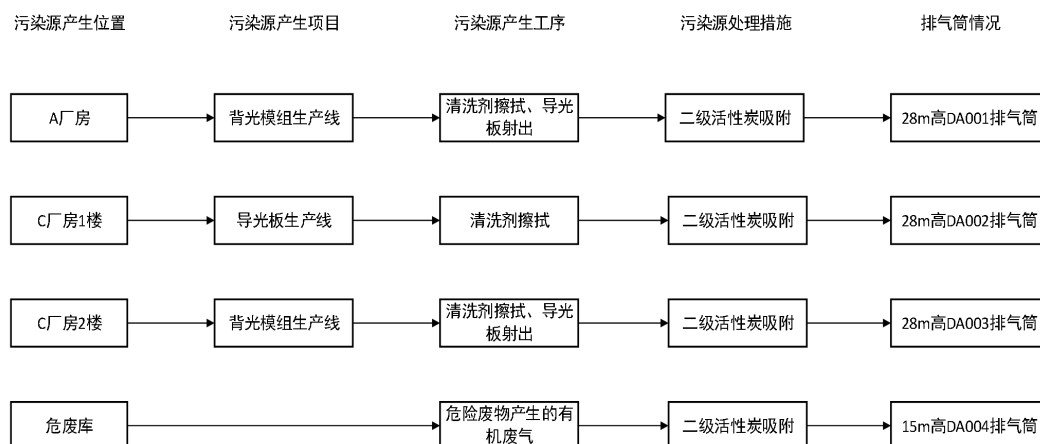 污染源产生位置
污染源产生项目
污染源产生工序
污染源处理措施
排气筒情况
A厂房
背光模组生产线
清洗剂擦拭、导光
板射出
二级活性炭吸附
28m高DA001排气筒
C厂房1楼
导光板生产线
清洗剂擦拭
二级活性炭吸附
28m高DA002排气筒
C厂房2楼
背光模组生产线
清洗剂擦拭、导光
板射出
二级活性炭吸附
28m高DA003排气筒
危废库
危险废物产生的有
机废气
二级活性炭吸附
15m高DA004排气筒